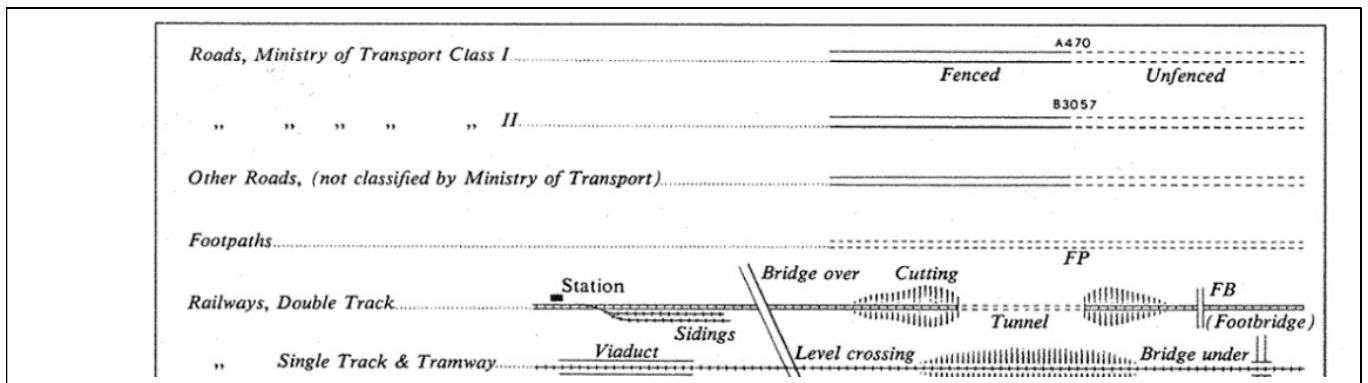 Roads, Ministry of Transport Class I
A470
Fenced Unfenced
,, ,, ,, ,, ,, II
B3057
Other Roads, (not classified by Ministry of Transport)
Footpaths
FP
Bridge over Cutting
Station
Railways, Double Track
FB
Sidings
Tunnel
(Footbridge)
Viaduct
Level crossing
Bridge under
,, Single Track & Tramway